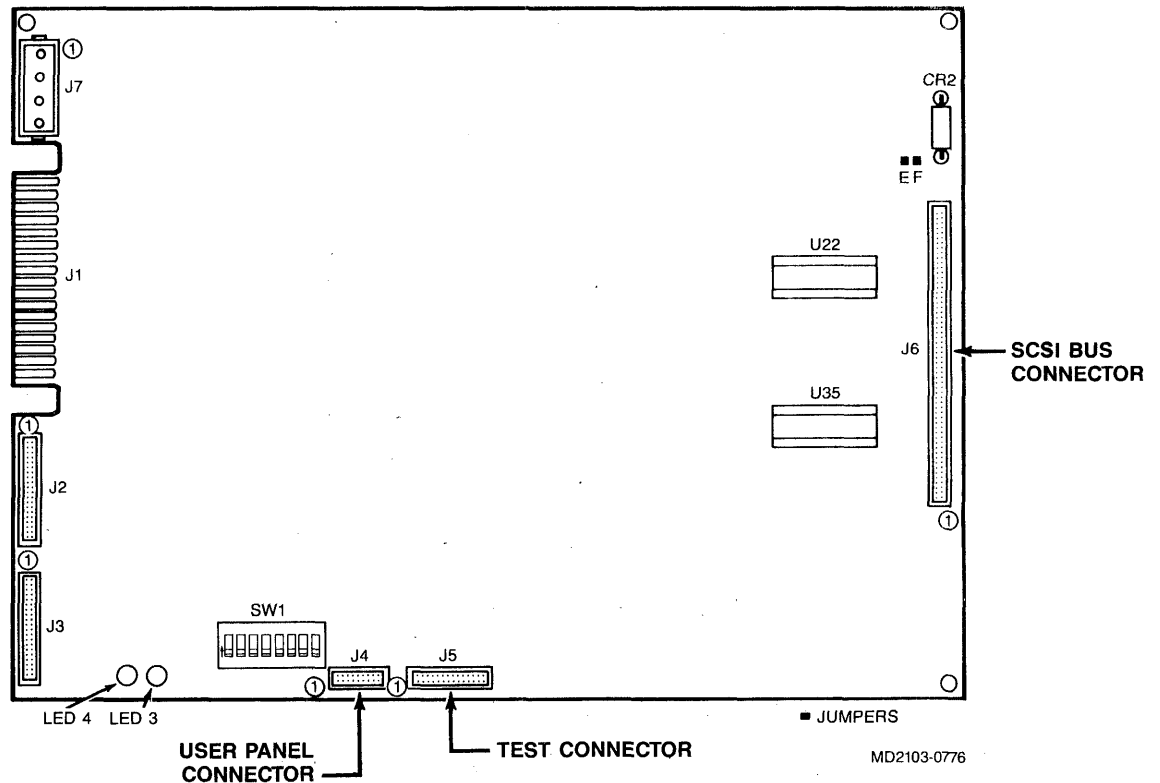 1
J7
CR2
E F
J1
U22
J6
SCSI BUS
CONNECTOR
U35
1
J2
1
1
J3
SW1
J4
J5
1
1
LED 4
LED 3
JUMPERS
USER PANEL
CONNECTOR
TEST CONNECTOR
MD2103-0776